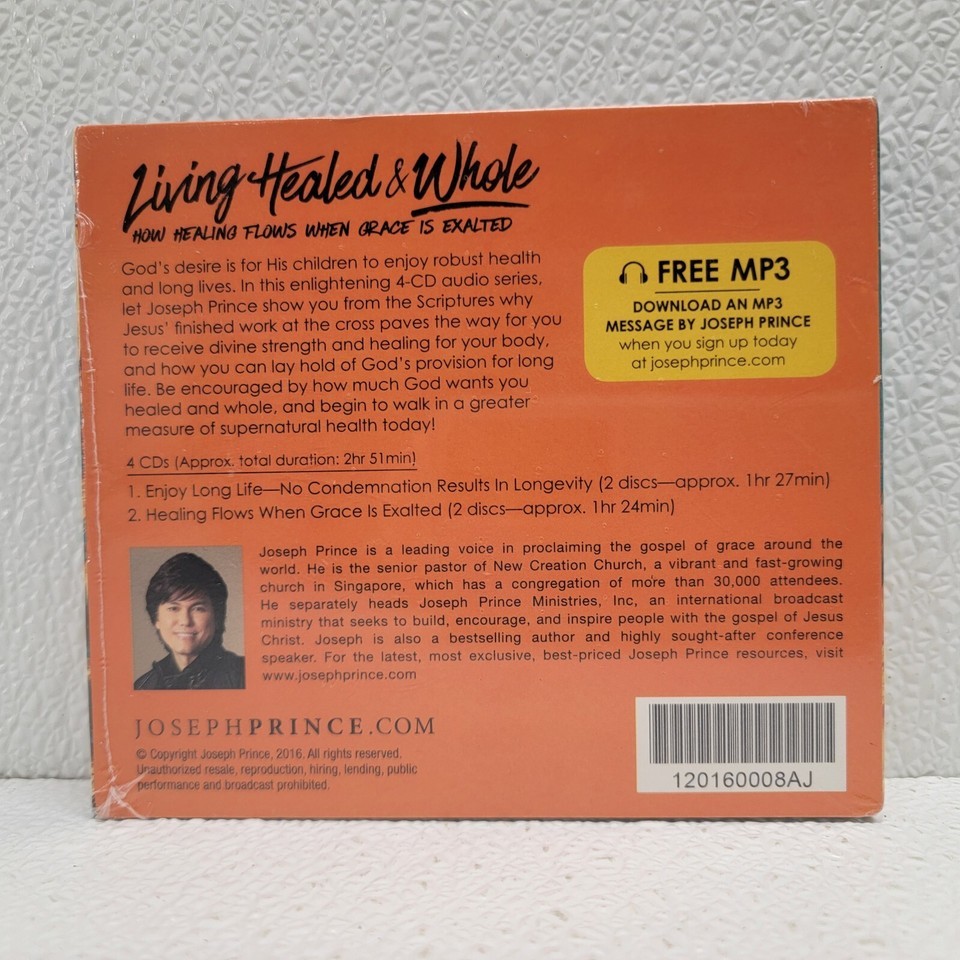 Living Healed & Whole
HOW HEALING FLOWS WHEN GRACE IS EXALTED
God's desire is for His children to enjoy robust health
and long lives. In this enlightening 4-CD audio series,
let Joseph Prince show you from the Scriptures why
Jesus' finished work at the cross paves the way for you
to receive divine strength and healing for your body,
and how you can lay hold of God's provision for long
life. Be encouraged by how much God wants you
healed and whole, and begin to walk in a greater
measure of supernatural health today!
FREE MP3
DOWNLOAD AN MP3
MESSAGE BY JOSEPH PRINCE
when you sign up today
at josephprince.com
4 CDs (Approx. total duration: 2hr 51min)
1. Enjoy Long Life—No Condemnation Results In Longevity (2 discs—approx. 1hr 27min)
2. Healing Flows When Grace Is Exalted (2 discs—approx. 1hr 24min)
Joseph Prince is a leading voice in proclaiming the gospel of grace around the
world. He is the senior pastor of New Creation Church, a vibrant and fast-growing
church in Singapore, which has a congregation of more than 30,000 attendees.
He separately heads Joseph Prince Ministries, Inc, an international broadcast
ministry that seeks to build, encourage, and inspire people with the gospel of Jesus
Christ. Joseph is also a bestselling author and highly sought-after conference
speaker. For the latest, most exclusive, best-priced Joseph Prince resources, visit
www.josephprince.com
JOSEPHPRINCE.COM
© Copyright Joseph Prince, 2016. All rights reserved.
Unauthorized resale, reproduction, hiring, lending, public
performance and broadcast prohibited.
120160008AJ